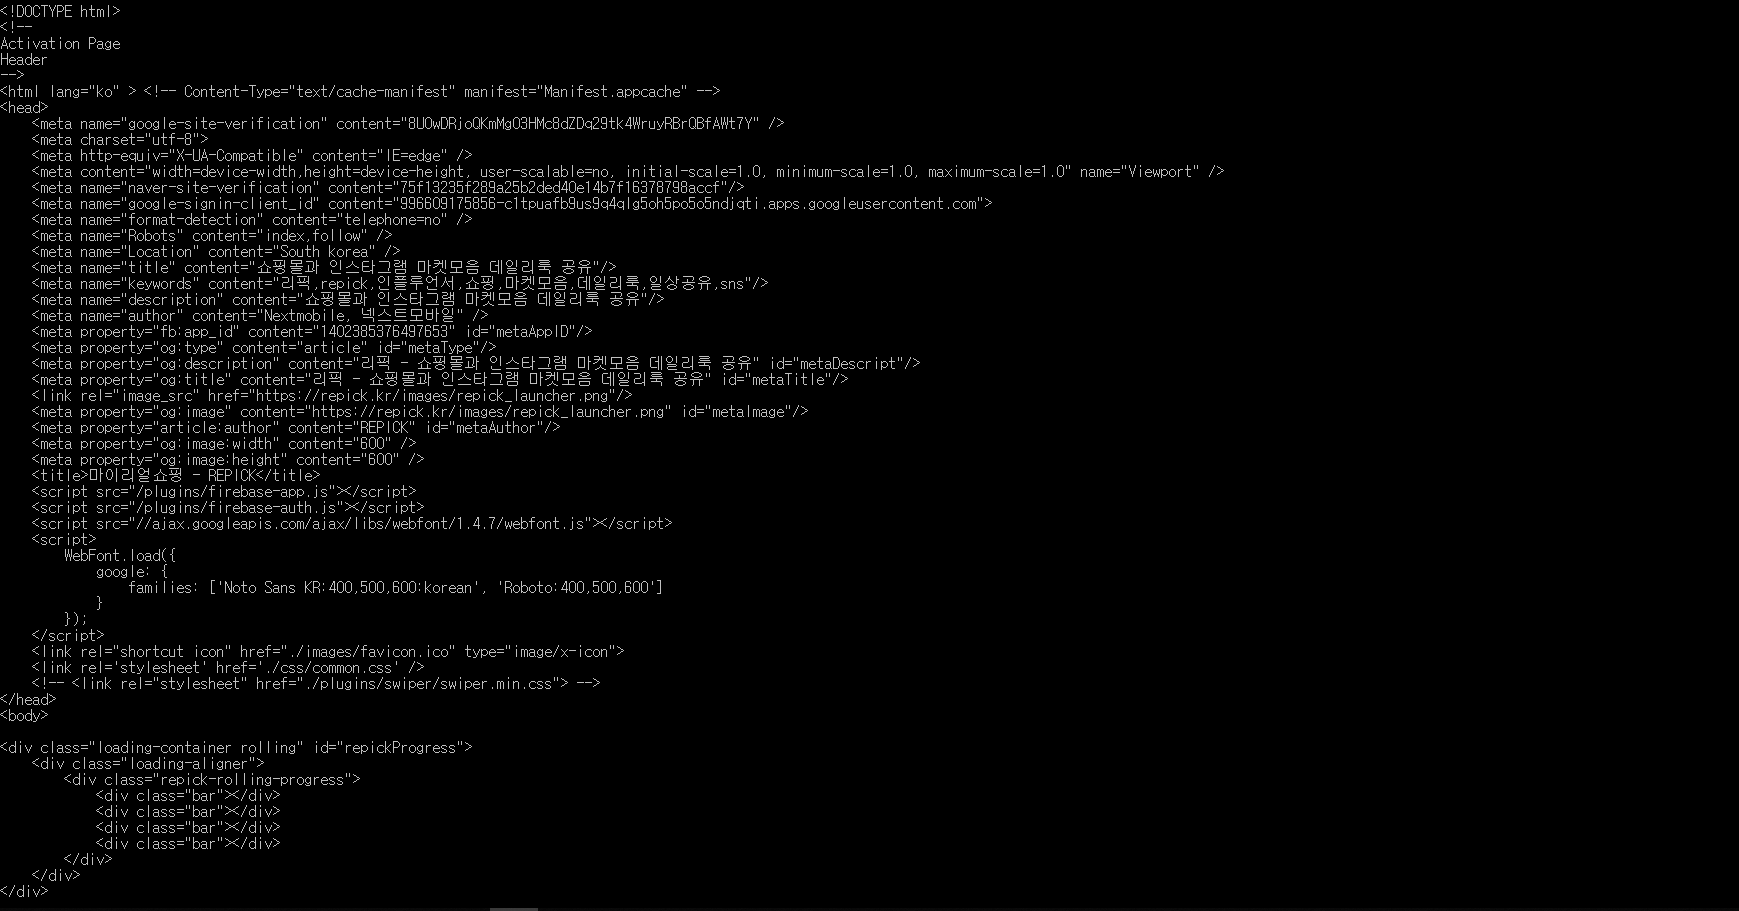 <!DOCTYPE html>
<!--
Activation Page
Header
-->
<html lang="ko" > <!-- Content-Type="text/cache-manifest" manifest="Manifest.appcache" -->
<head>
    <meta name="google-site-verification" content="8UOwDRjoQKmMgO3HMc8dZDq29tk4WruyRBrQBfAWt7Y" />
    <meta charset="utf-8">
    <meta http-equiv="X-UA-Compatible" content="IE=edge" />
    <meta content="width=device-width,height=device-height, user-scalable=no, initial-scale=1.0, minimum-scale=1.0, maximum-scale=1.0" name="Viewport" />
    <meta name="naver-site-verification" content="75f13235f289a25b2ded40e14b7f16378798accf"/>
    <meta name="google-signin-client_id" content="996609175856-c1tpuafb9us9q4qlg5oh5po5o5ndjqti.apps.googleusercontent.com">
    <meta name="format-detection" content="telephone=no" />
    <meta name="Robots" content="index,follow" />
    <meta name="Location" content="South korea" />
    <meta name="title" content="쇼핑몰과 인스타그램 마켓모음 데일리룩 공유"/>
    <meta name="keywords" content="리픽,repick,인플루언서,쇼핑,마켓모음,데일리룩,일상공유,sns"/>
    <meta name="description" content="쇼핑몰과 인스타그램 마켓모음 데일리룩 공유"/>
    <meta name="author" content="Nextmobile, 넥스트모바일" />
    <meta property="fb:app_id" content="1402385376497653" id="metaAppID"/>
    <meta property="og:type" content="article" id="metaType"/>
    <meta property="og:description" content="리픽 - 쇼핑몰과 인스타그램 마켓모음 데일리룩 공유" id="metaDescript"/>
    <meta property="og:title" content="리픽 - 쇼핑몰과 인스타그램 마켓모음 데일리룩 공유" id="metaTitle"/>
    <link rel="image_src" href="https://repick.kr/images/repick_launcher.png"/>
    <meta property="og:image" content="https://repick.kr/images/repick_launcher.png" id="metaImage"/>
    <meta property="article:author" content="REPICK" id="metaAuthor"/>
    <meta property="og:image:width" content="600" />
    <meta property="og:image:height" content="600" />
    <title>마이리얼쇼핑 - REPICK</title>
    <script src="/plugins/firebase-app.js"></script>
    <script src="/plugins/firebase-auth.js"></script>
    <script src="//ajax.googleapis.com/ajax/libs/webfont/1.4.7/webfont.js"></script>
    <script>
        WebFont.load({
            google: {
                families: ['Noto Sans KR:400,500,600:korean', 'Roboto:400,500,600']
            }
        });
    </script>
    <link rel="shortcut icon" href="./images/favicon.ico" type="image/x-icon">
    <link rel='stylesheet' href='./css/common.css' />
    <!-- <link rel="stylesheet" href="./plugins/swiper/swiper.min.css"> -->
</head>
<body>

<div class="loading-container rolling" id="repickProgress">
    <div class="loading-aligner">
        <div class="repick-rolling-progress">
            <div class="bar"></div>
            <div class="bar"></div>
            <div class="bar"></div>
            <div class="bar"></div>
        </div>
    </div>
</div>